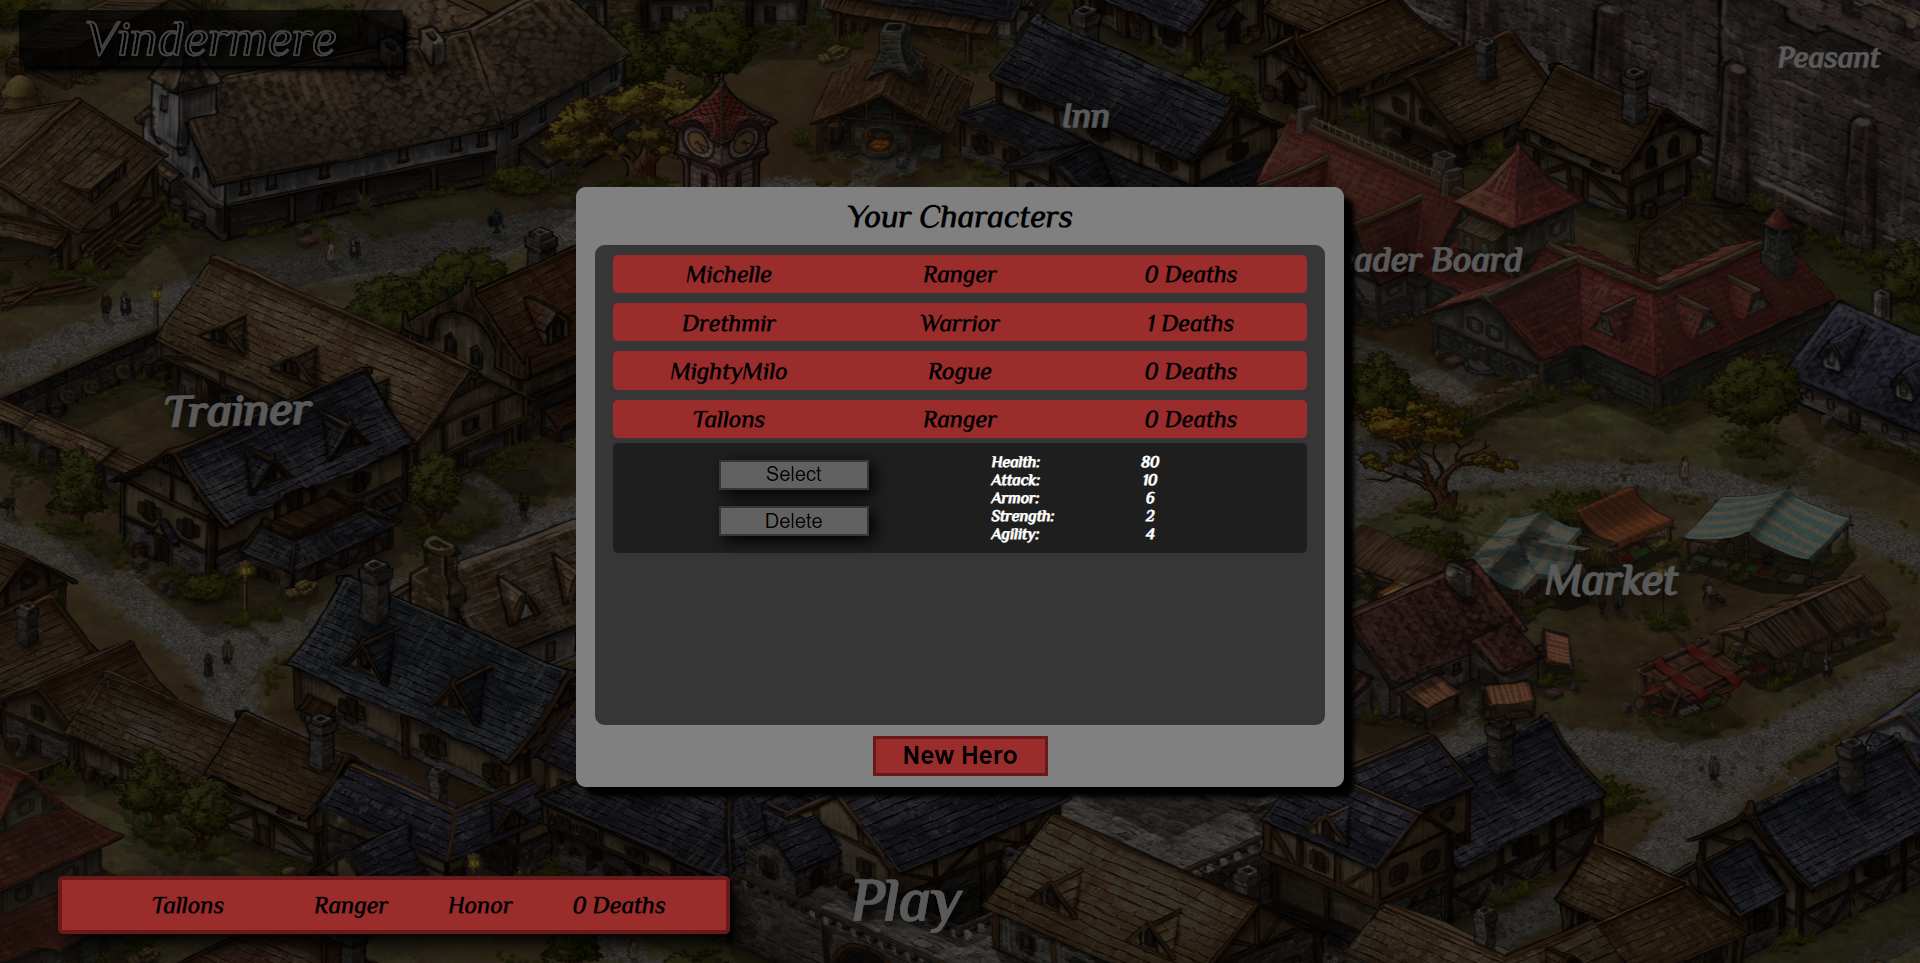 Vindermere
Peasant
Inn
Your Characters
Michelle Ranger 0 Deaths
ader Board
Drethmir Warrior 1 Deaths
MightyMilo Rogue 0 Deaths
Trainer
Tallons Ranger 0 Deaths
Select
Delete
Health: 80
Attack: 10
Armor: 6
Strength: 2
Agility: 4
Market
New Hero
Tallons Ranger Honor 0 Deaths
Play